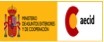 MINISTERIO
DE ASUNTOS EXTERIORES
Y DE COOPERACIÓN
aecid